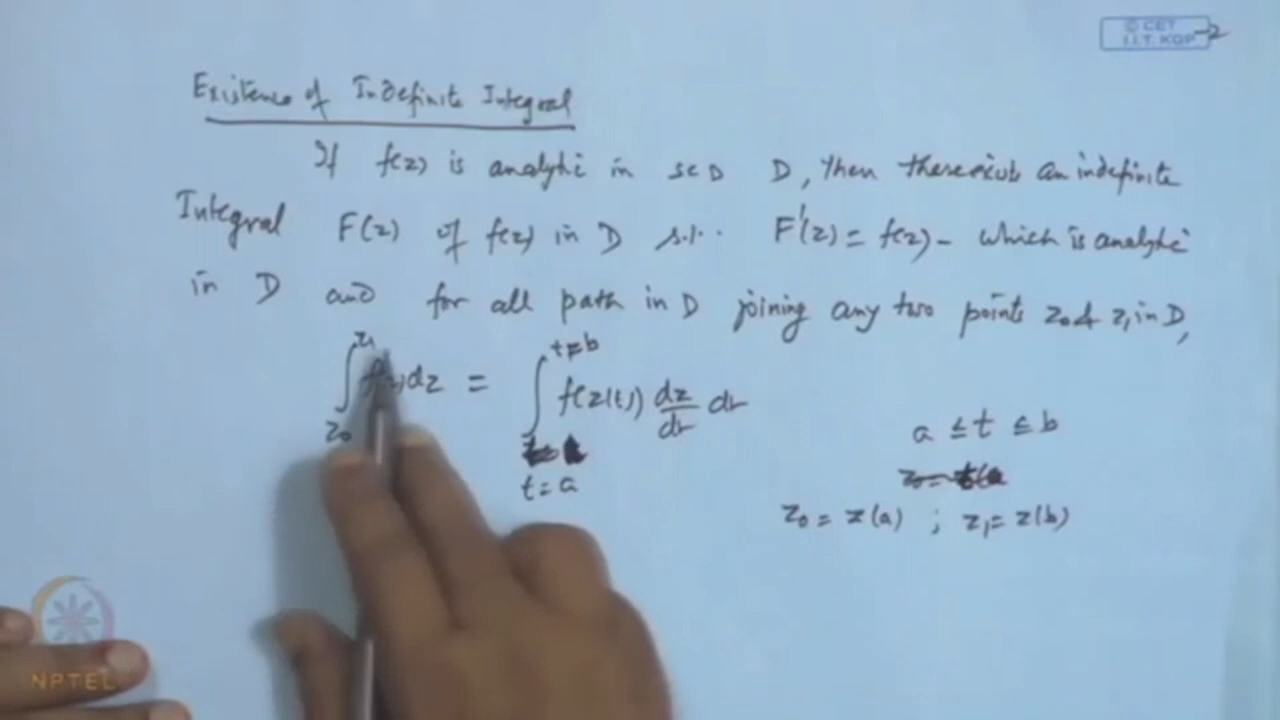 © CET
I.I.T. KGP -2
Existence of Indefinite Integral
If f(z) is analytic in SCD D, then there exists an indefinite
Integral F(z) of f(z) in D s.t. F'(z) = f(z) - which is analytic
in D and for all path in D joining any two points z₀ & z₁ in D,
∫_{z₀}^{z₁} f(z)dz = ∫_{t=a}^{t=b} f(z(t)) dz/dt dt
a ≤ t ≤ b
z₀ = z(a) ; z₁ = z(b)
NPTEL